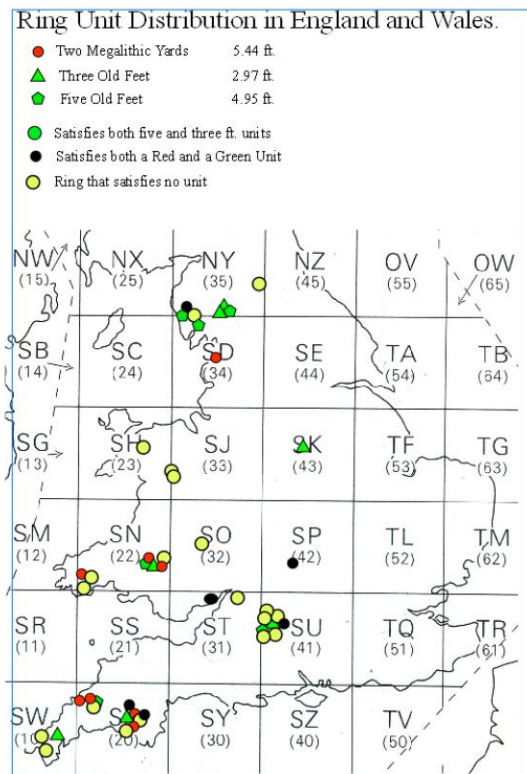 Ring Unit Distribution in England and Wales.
Two Megalithic Yards 5.44 ft.
Three Old Feet 2.97 ft.
Five Old Feet 4.95 ft.
Satisfies both five and three ft. units
Satisfies both a Red and a Green Unit
Ring that satisfies no unit
NW NX NY NZ OV OW
(15) (25) (35) (45) (55) (65)
SB SC SD SE TA TB
(14) (24) (34) (44) (54) (64)
SG SH SJ SK TF TG
(13) (23) (33) (43) (53) (63)
SM SN SO SP TL TM
(12) (22) (32) (42) (52) (62)
SR SS ST SU TQ TR
(11) (21) (31) (41) (51) (61)
SW SY SZ TV
(20) (30) (40) (50)